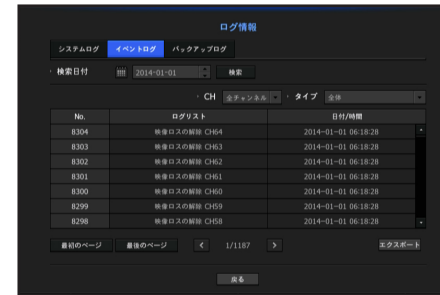 ログ情報
システムログ イベントログ バックアップログ
・検索日付 2014-01-01 検索
・CH 全チャンネル ・タイプ 全体
No. ログリスト 日付/時間
8304 映像ロスの解除 CH64 2014-01-01 06:18:28
8303 映像ロスの解除 CH63 2014-01-01 06:18:28
8302 映像ロスの解除 CH62 2014-01-01 06:18:28
8301 映像ロスの解除 CH61 2014-01-01 06:18:28
8300 映像ロスの解除 CH60 2014-01-01 06:18:28
8299 映像ロスの解除 CH59 2014-01-01 06:18:28
8298 映像ロスの解除 CH58 2014-01-01 06:18:28
最初のページ 最後のページ < 1/1187 > エクスポート
戻る